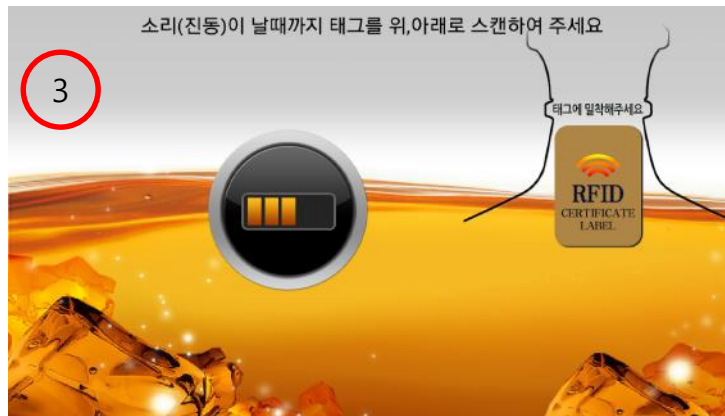 소리(진동)이 날때까지 태그를 위,아래로 스캔하여 주세요
3
태그에 밀착해주세요
RFID
CERTIFICATE
LABEL